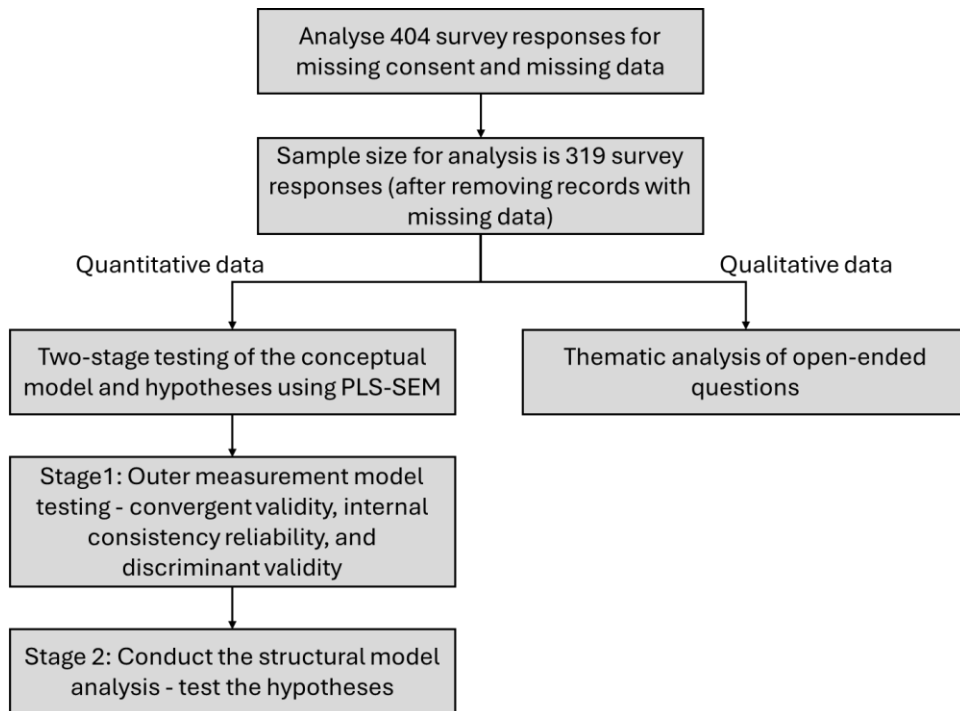 Analyse 404 survey responses for
missing consent and missing data
Sample size for analysis is 319 survey
responses (after removing records with
missing data)
Quantitative data
Qualitative data
Two-stage testing of the conceptual
model and hypotheses using PLS-SEM
Thematic analysis of open-ended
questions
Stage1: Outer measurement model
testing - convergent validity, internal
consistency reliability, and
discriminant validity
Stage 2: Conduct the structural model
analysis - test the hypotheses